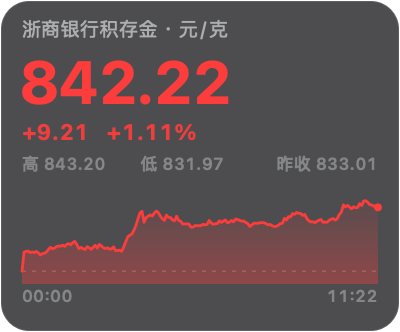 浙商银行积存金 · 元/克
842.22
+9.21 +1.11%
高 843.20 低 831.97 昨收 833.01
00:00 11:22